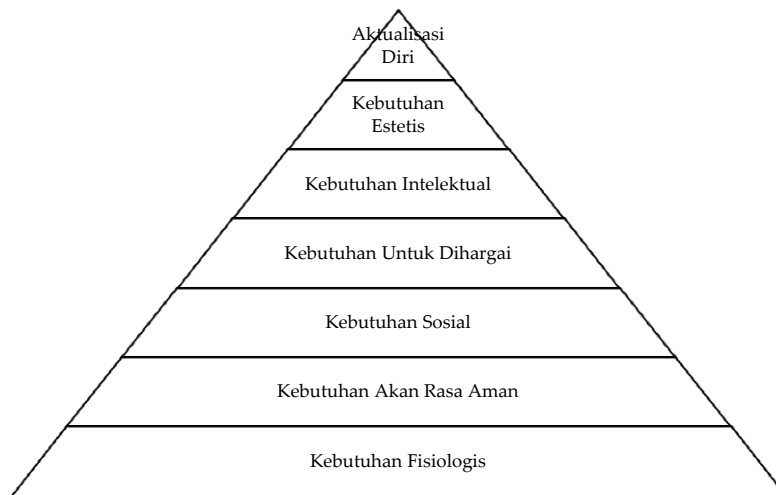 Aktualisasi
Diri
Kebutuhan
Estetis
Kebutuhan Intelektual
Kebutuhan Untuk Dihargai
Kebutuhan Sosial
Kebutuhan Akan Rasa Aman
Kebutuhan Fisiologis